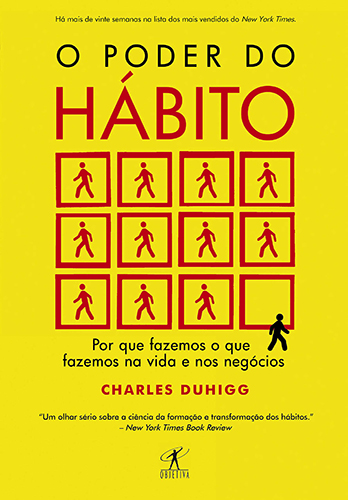 Há mais de vinte semanas na lista dos mais vendidos do New York Times.
O PODER DO
HÁBITO
Por que fazemos o que
fazemos na vida e nos negócios
CHARLES DUHIGG
“Um olhar sério sobre a ciência da formação e transformação dos hábitos.”
– New York Times Book Review
OBJETIVA